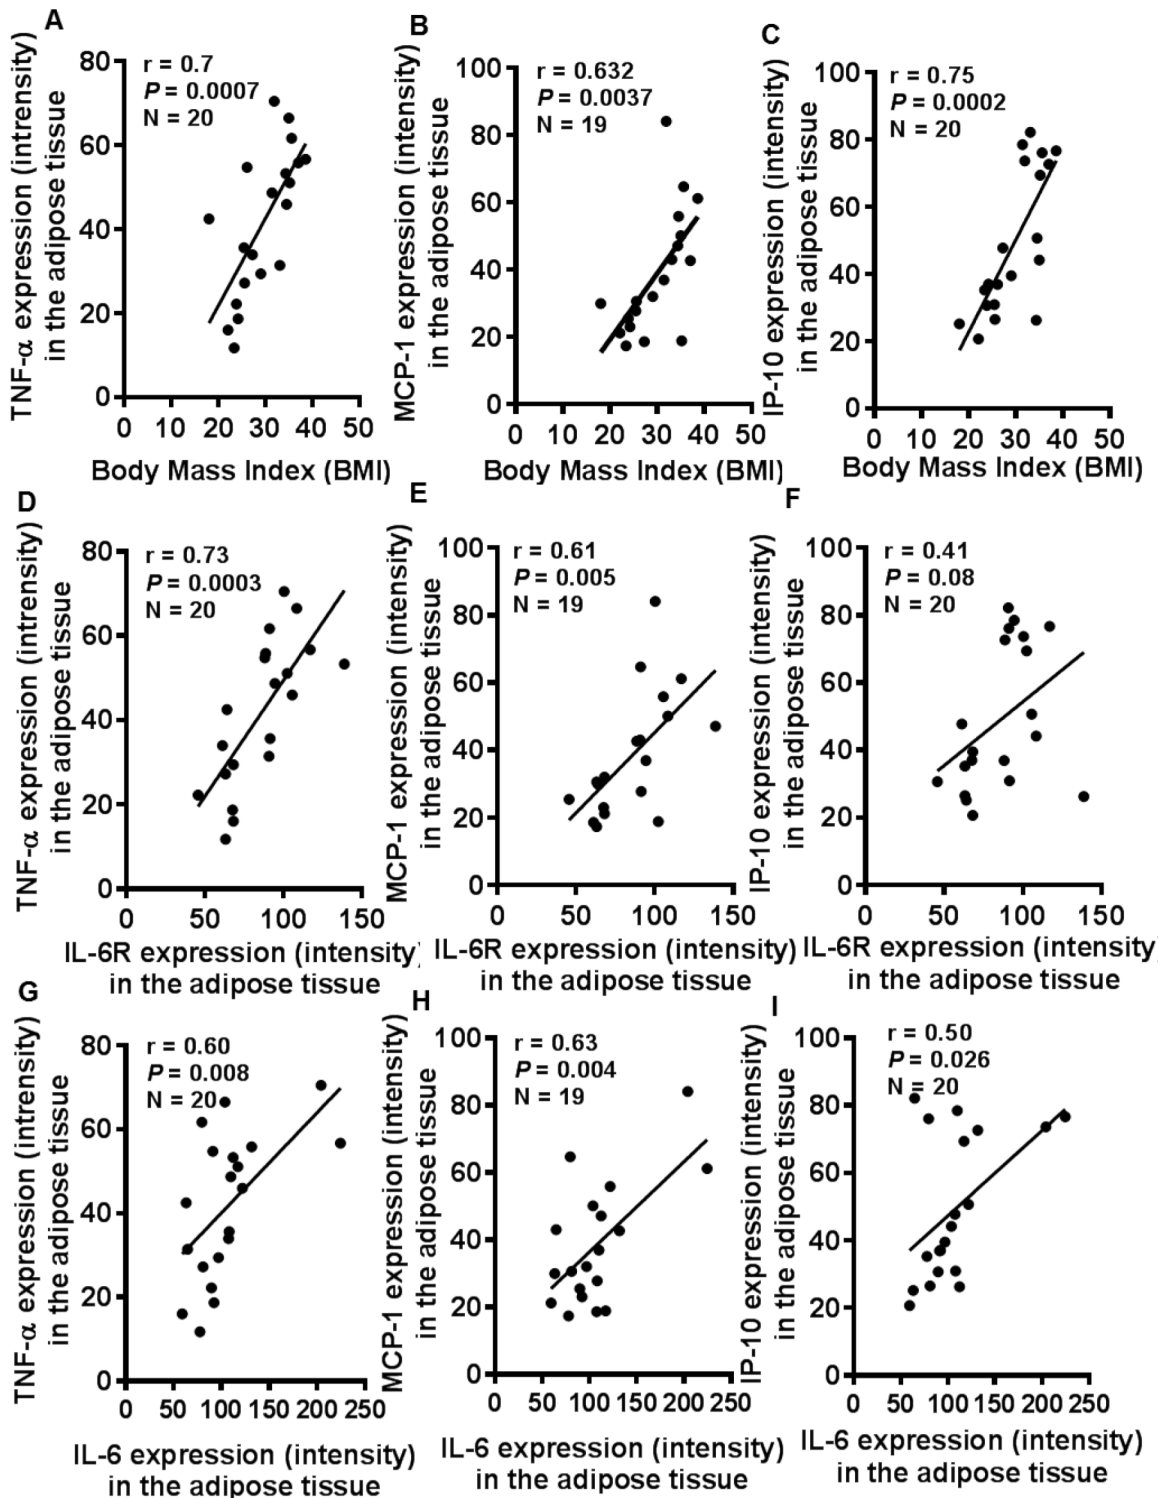 A
TNF-α expression (intrensity)
in the adipose tissue
80
60
40
20
0
r = 0.7
P = 0.0007
N = 20
0 10 20 30 40 50
Body Mass Index (BMI)
B
MCP-1 expression (intensity)
in the adipose tissue
100
80
60
40
20
0
r = 0.632
P = 0.0037
N = 19
0 10 20 30 40 50
Body Mass Index (BMI)
C
IP-10 expression (intensity)
in the adipose tissue
100
80
60
40
20
0
r = 0.75
P = 0.0002
N = 20
0 10 20 30 40 50
Body Mass Index (BMI)
D
TNF-α expression (intrensity)
in the adipose tissue
80
60
40
20
0
r = 0.73
P = 0.0003
N = 20
0 50 100 150
IL-6R expression (intensity)
in the adipose tissue
E
MCP-1 expression (intensity)
in the adipose tissue
100
80
60
40
20
0
r = 0.61
P = 0.005
N = 19
0 50 100 150
IL-6R expression (intensity)
in the adipose tissue
F
IP-10 expression (intensity)
in the adipose tissue
100
80
60
40
20
0
r = 0.41
P = 0.08
N = 20
0 50 100 150
IL-6R expression (intensity)
in the adipose tissue
G
TNF-α expression (intrensity)
in the adipose tissue
80
60
40
20
0
r = 0.60
P = 0.008
N = 20
0 50 100 150 200 250
IL-6 expression (intensity)
in the adipose tissue
H
MCP-1 expression (intensity)
in the adipose tissue
100
80
60
40
20
0
r = 0.63
P = 0.004
N = 19
0 50 100 150 200 250
IL-6 expression (intensity)
in the adipose tissue
I
IP-10 expression (intensity)
in the adipose tissue
100
80
60
40
20
0
r = 0.50
P = 0.026
N = 20
0 50 100 150 200 250
IL-6 expression (intensity)
in the adipose tissue